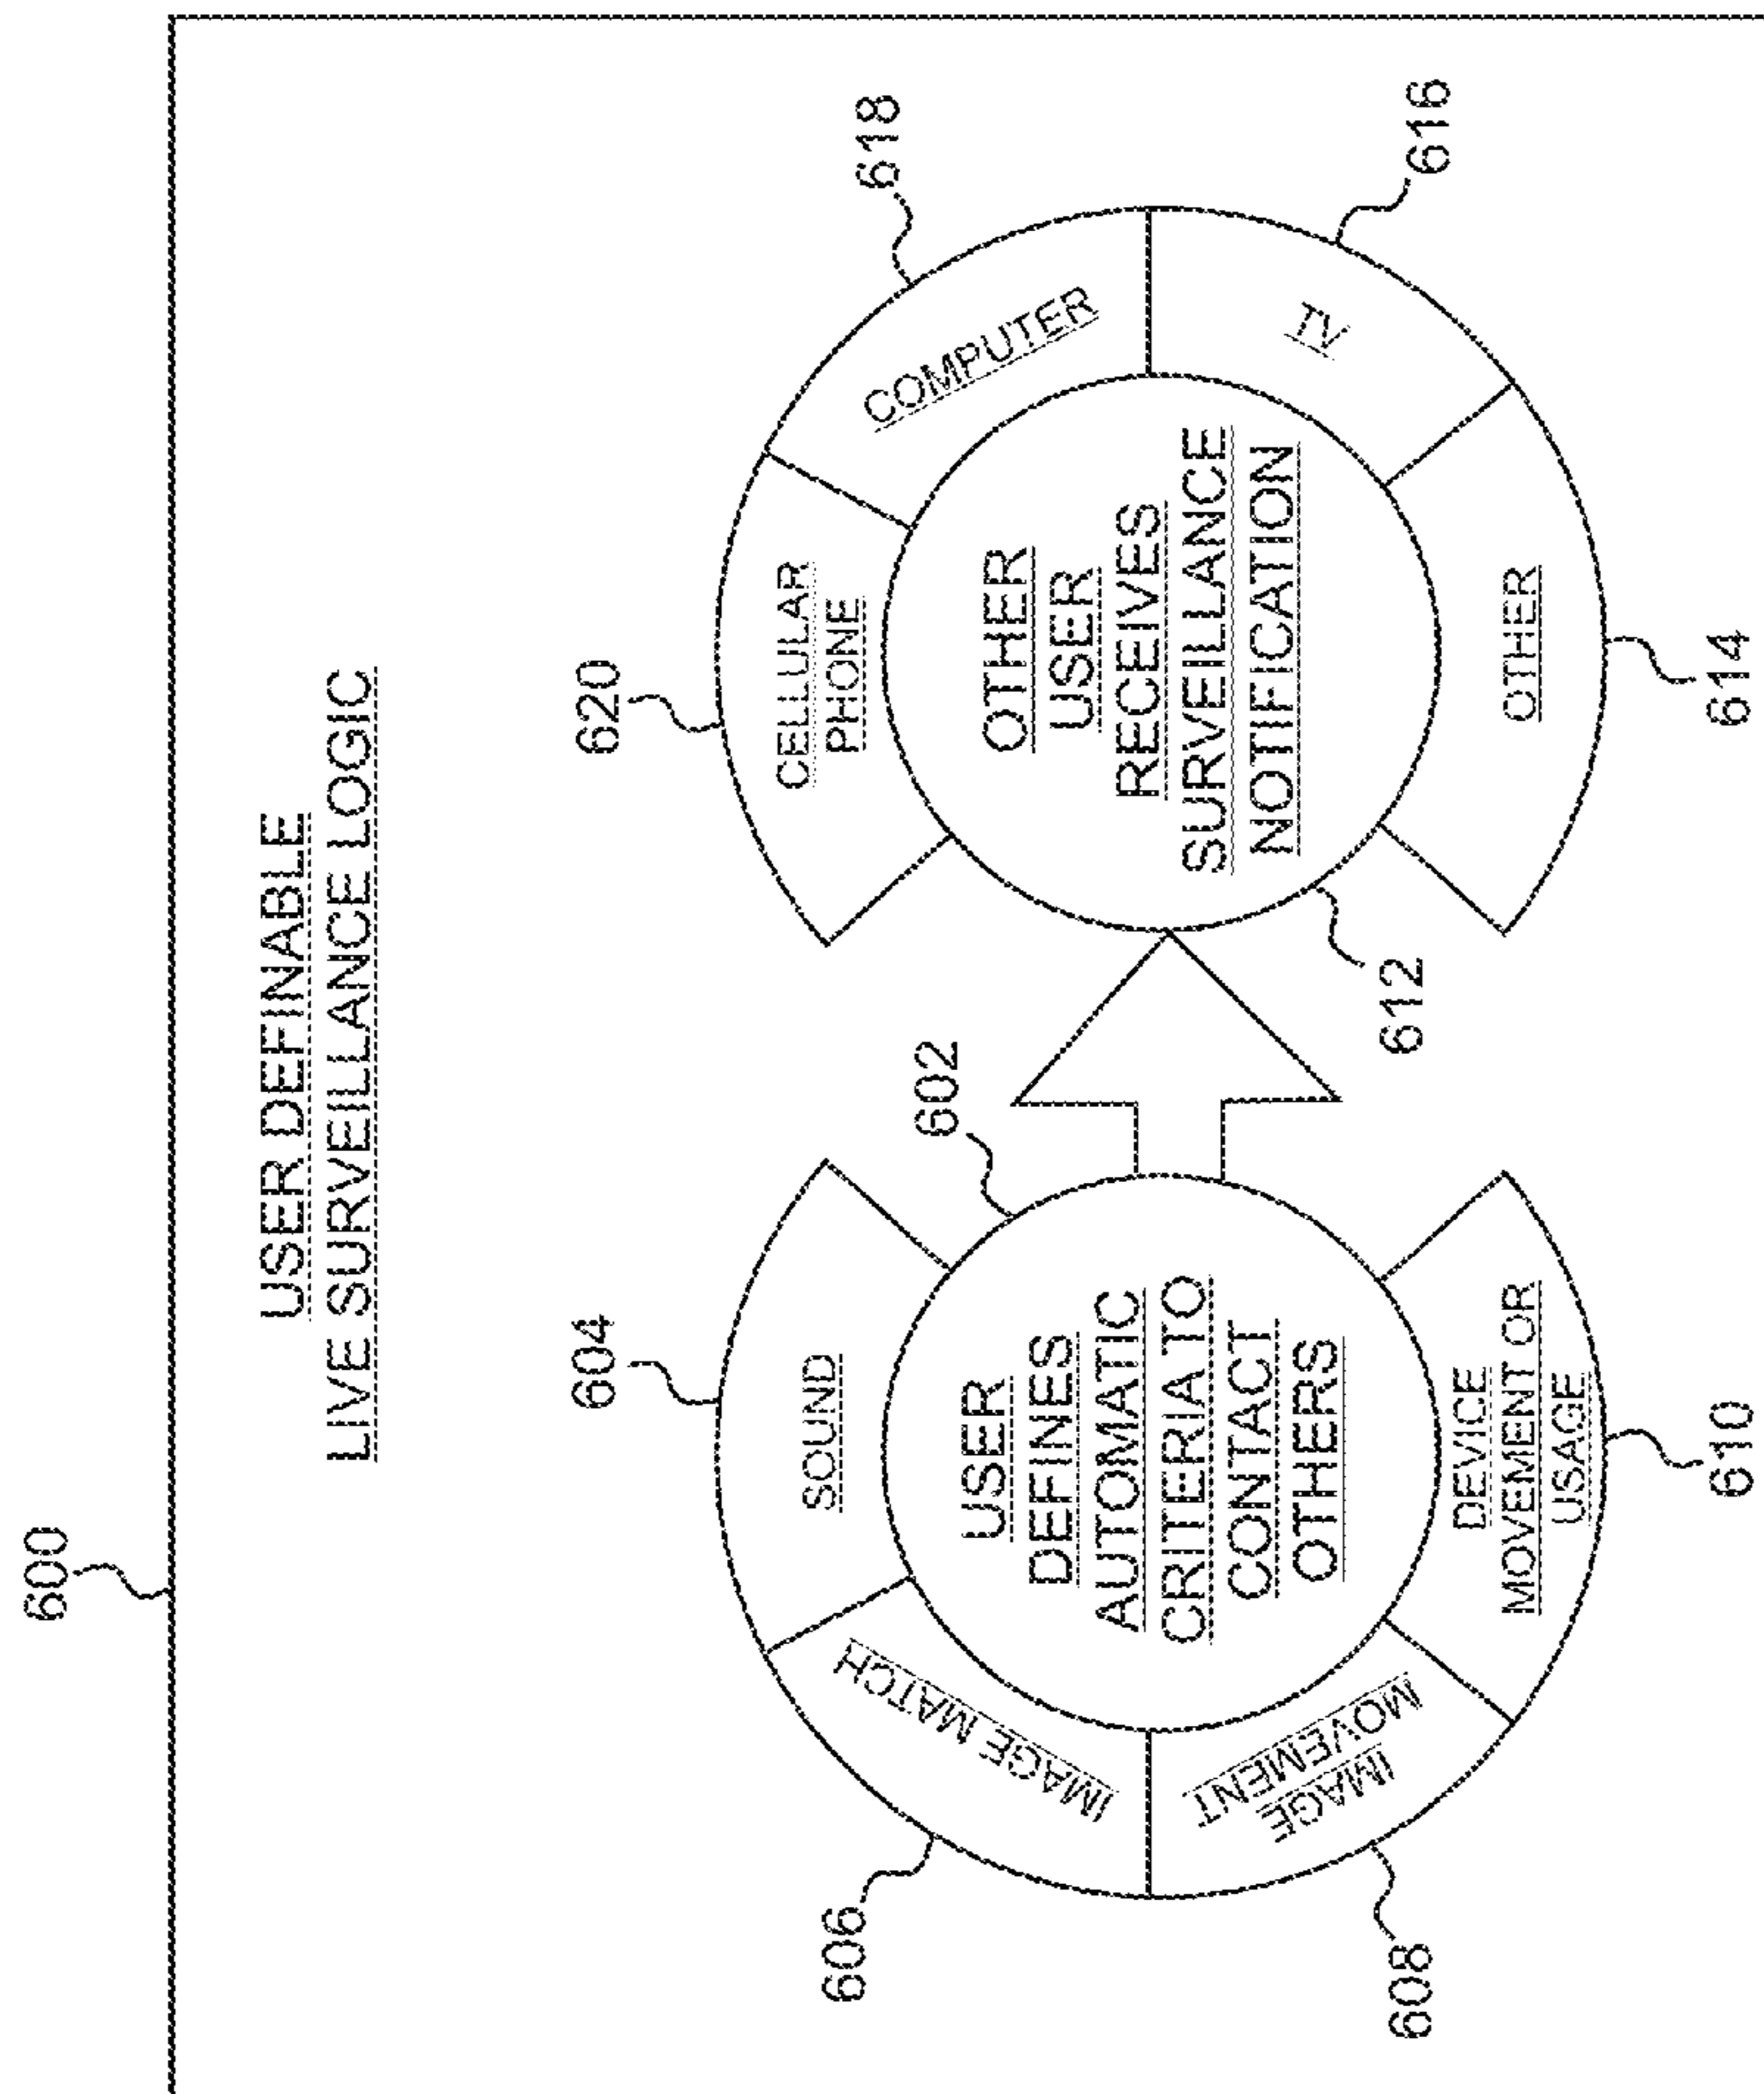 600
USER DEFINABLE
LIVE SURVEILLANCE LOGIC
604
SOUND
606
IMAGE MATCH
602
USER
DEFINES
AUTOMATIC
CRITERIA TO
CONTACT
OTHERS
608
IMAGE
MOVEMENT
610
DEVICE
MOVEMENT OR
USAGE
620
CELLULAR
PHONE
618
COMPUTER
OTHER
USER
RECEIVES
SURVEILLANCE
NOTIFICATION
612
616
TV
614
OTHER